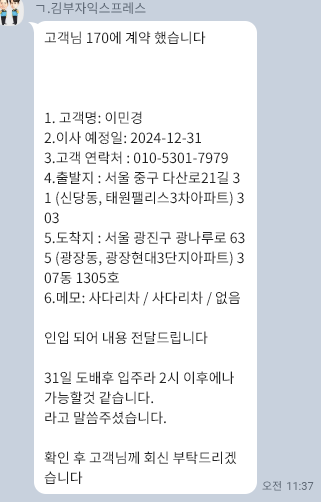 ㄱ.김부자익스프레스
고객님 170에 계약 했습니다
1. 고객명: 이민경
2.이사 예정일: 2024-12-31
3.고객 연락처 : 010-5301-7979
4.출발지 : 서울 중구 다산로21길 3
1 (신당동, 태원펠리스3차아파트) 3
03
5.도착지 : 서울 광진구 광나루로 63
5 (광장동, 광장현대3단지아파트) 3
07동 1305호
6.메모: 사다리차 / 사다리차 / 없음
인입 되어 내용 전달드립니다
31일 도배후 입주라 2시 이후에나
가능할것 같습니다.
라고 말씀주셨습니다.
확인 후 고객님께 회신 부탁드리겠
습니다
오전 11:37